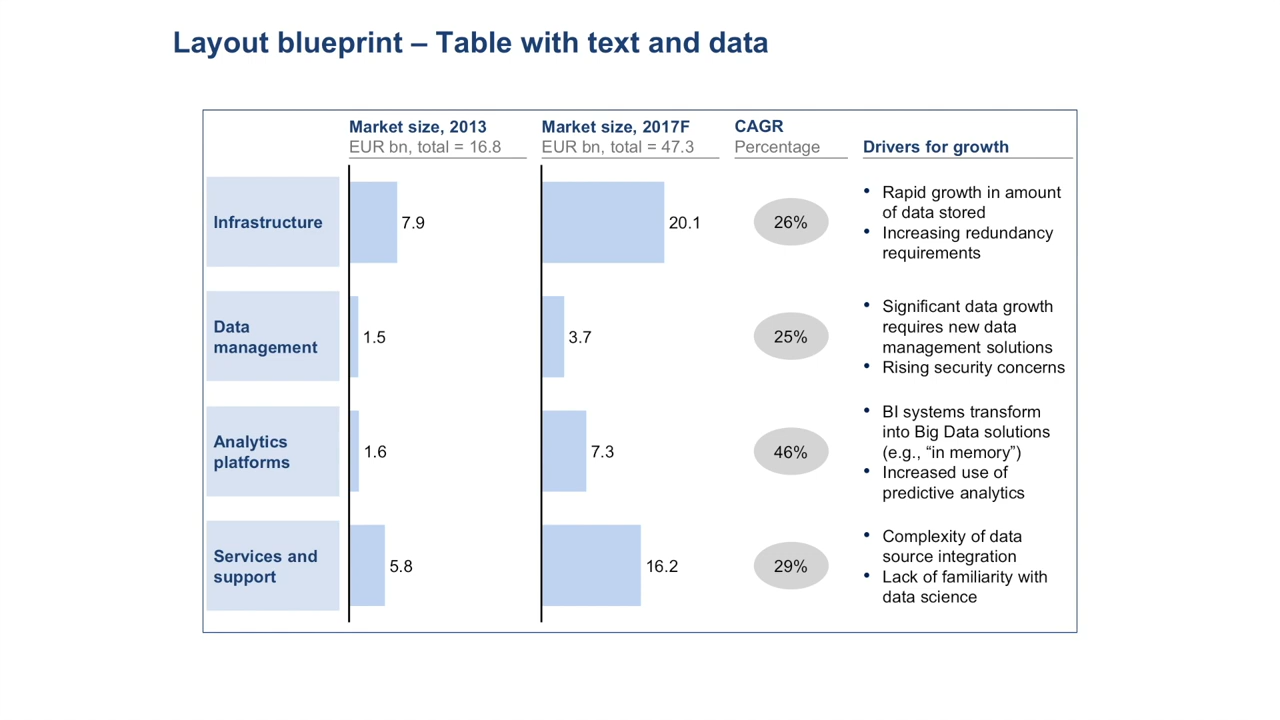 Layout blueprint – Table with text and data
Market size, 2013
EUR bn, total = 16.8
Market size, 2017F
EUR bn, total = 47.3
CAGR
Percentage
Drivers for growth
Infrastructure
7.9
20.1
26%
• Rapid growth in amount
of data stored
• Increasing redundancy
requirements
Data
management
1.5
3.7
25%
• Significant data growth
requires new data
management solutions
• Rising security concerns
Analytics
platforms
1.6
7.3
46%
• BI systems transform
into Big Data solutions
(e.g., “in memory”)
• Increased use of
predictive analytics
Services and
support
5.8
16.2
29%
• Complexity of data
source integration
• Lack of familiarity with
data science